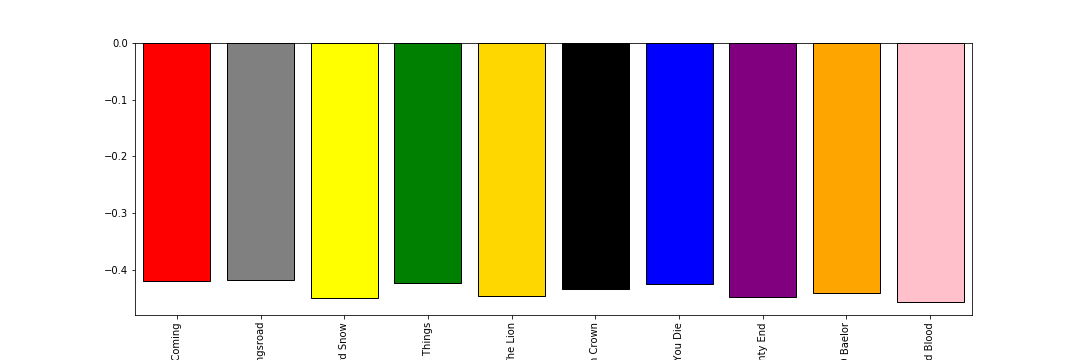 0.0
−0.1
−0.2
−0.3
−0.4
Coming
ngsroad
d Snow
Things
he Lion
Crown
You Die
nty End
Baelor
d Blood